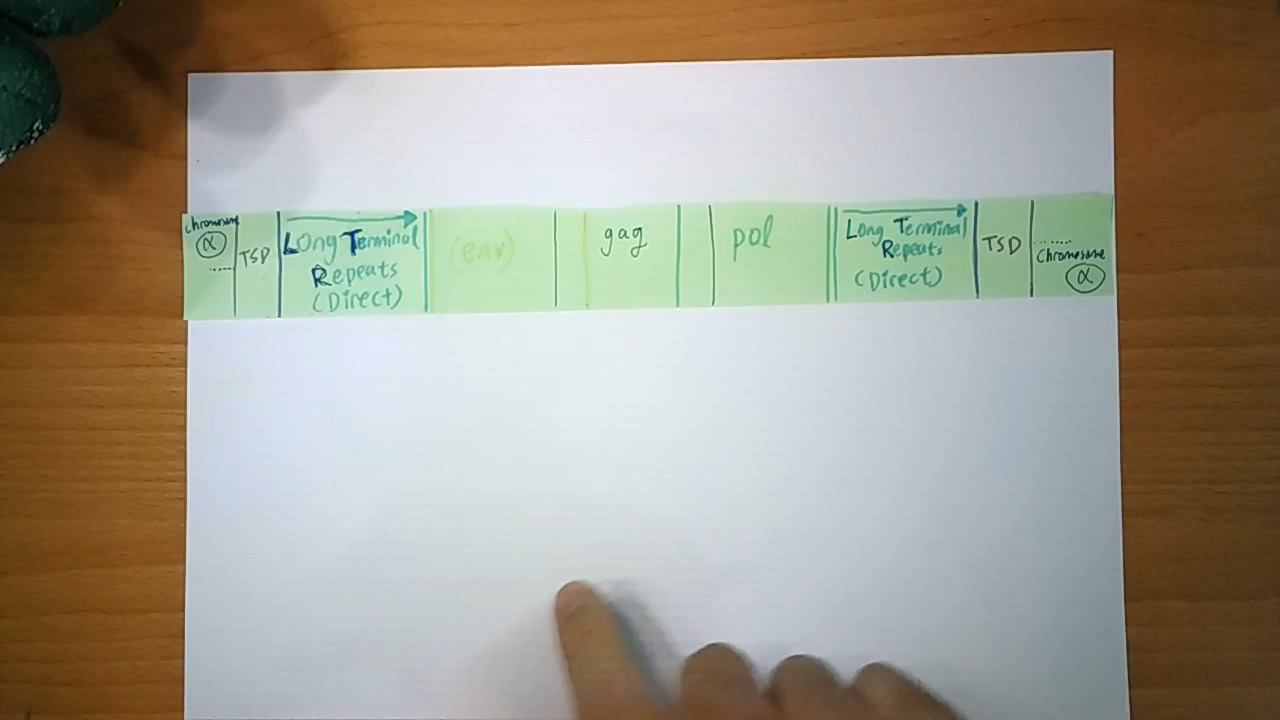 Chromosome
α
......
TSD
Long Terminal
Repeats
(Direct)
(env)
gag
pol
Long Terminal
Repeats
(Direct)
TSD
......
Chromosome
α